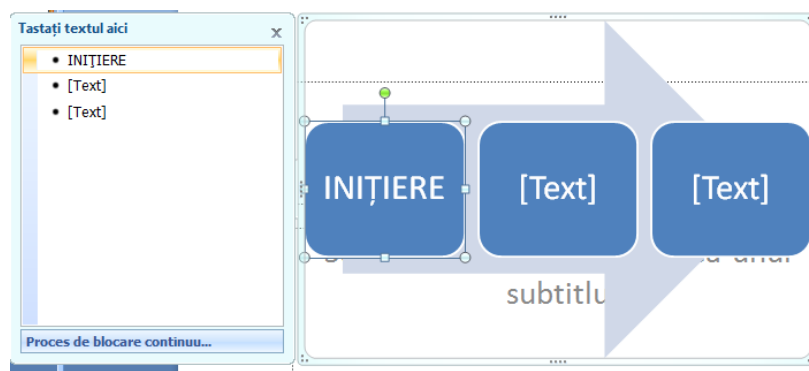 Tastați textul aici
x
INIȚIERE
[Text]
[Text]
Proces de blocare continuu...
INIȚIERE
[Text]
[Text]
subtitlu